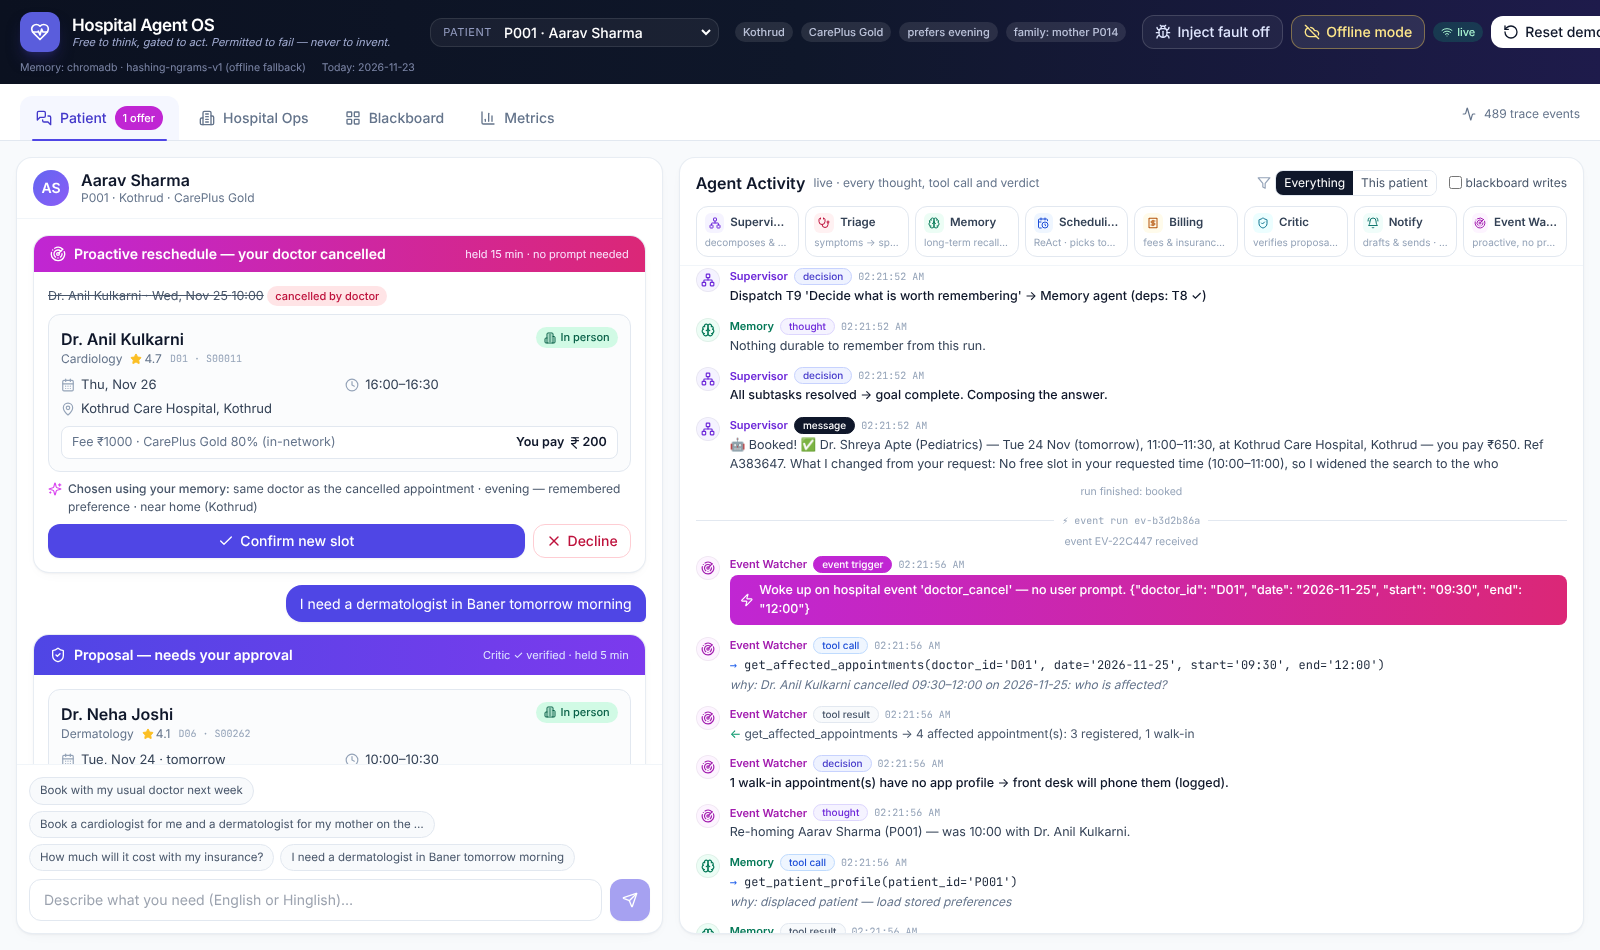 Hospital Agent OS
Free to think, gated to act. Permitted to fail — never to invent.
Memory: chromadb · hashing-ngrams-v1 (offline fallback) Today: 2026-11-23
PATIENT P001 · Aarav Sharma
Kothrud CarePlus Gold prefers evening family: mother P014
Inject fault off Offline mode live Reset demo
Patient 1 offer Hospital Ops Blackboard Metrics
489 trace events
AS
Aarav Sharma
P001 · Kothrud · CarePlus Gold
Proactive reschedule — your doctor cancelled held 15 min · no prompt needed
Dr. Anil Kulkarni · Wed, Nov 25 10:00 cancelled by doctor
Dr. Anil Kulkarni In person
Cardiology 4.7 D01 · S00011
Thu, Nov 26 16:00–16:30
Kothrud Care Hospital, Kothrud
Fee ₹1000 · CarePlus Gold 80% (in-network) You pay ₹ 200
Chosen using your memory: same doctor as the cancelled appointment · evening — remembered
preference · near home (Kothrud)
Confirm new slot Decline
I need a dermatologist in Baner tomorrow morning
Proposal — needs your approval Critic ✓ verified · held 5 min
Dr. Neha Joshi In person
Dermatology 4.1 D06 · S00262
Tue, Nov 24 · tomorrow 10:00–10:30
Book with my usual doctor next week
Book a cardiologist for me and a dermatologist for my mother on the ...
How much will it cost with my insurance? I need a dermatologist in Baner tomorrow morning
Describe what you need (English or Hinglish)...
Agent Activity live · every thought, tool call and verdict
Everything This patient blackboard writes
Supervi... Triage Memory Scheduli... Billing Critic Notify Event Wa...
decomposes & ... symptoms → sp... long-term recall... ReAct · picks to... fees & insuranc... verifies proposa... drafts & sends · ... proactive, no pr...
Supervisor decision 02:21:52 AM
Dispatch T9 'Decide what is worth remembering' → Memory agent (deps: T8 ✓)
Memory thought 02:21:52 AM
Nothing durable to remember from this run.
Supervisor decision 02:21:52 AM
All subtasks resolved → goal complete. Composing the answer.
Supervisor message 02:21:52 AM
🤖 Booked! ✅ Dr. Shreya Apte (Pediatrics) — Tue 24 Nov (tomorrow), 11:00–11:30, at Kothrud Care Hospital, Kothrud — you pay ₹650. Ref
A383647. What I changed from your request: No free slot in your requested time (10:00–11:00), so I widened the search to the who
run finished: booked
⚡ event run ev-b3d2b86a
event EV-22C447 received
Event Watcher event trigger 02:21:56 AM
Woke up on hospital event 'doctor_cancel' — no user prompt. {"doctor_id": "D01", "date": "2026-11-25", "start": "09:30", "end":
"12:00"}
Event Watcher tool call 02:21:56 AM
→ get_affected_appointments(doctor_id='D01', date='2026-11-25', start='09:30', end='12:00')
why: Dr. Anil Kulkarni cancelled 09:30–12:00 on 2026-11-25: who is affected?
Event Watcher tool result 02:21:56 AM
← get_affected_appointments → 4 affected appointment(s): 3 registered, 1 walk-in
Event Watcher decision 02:21:56 AM
1 walk-in appointment(s) have no app profile → front desk will phone them (logged).
Event Watcher thought 02:21:56 AM
Re-homing Aarav Sharma (P001) — was 10:00 with Dr. Anil Kulkarni.
Memory tool call 02:21:56 AM
→ get_patient_profile(patient_id='P001')
why: displaced patient — load stored preferences
Memory tool result 02:21:56 AM